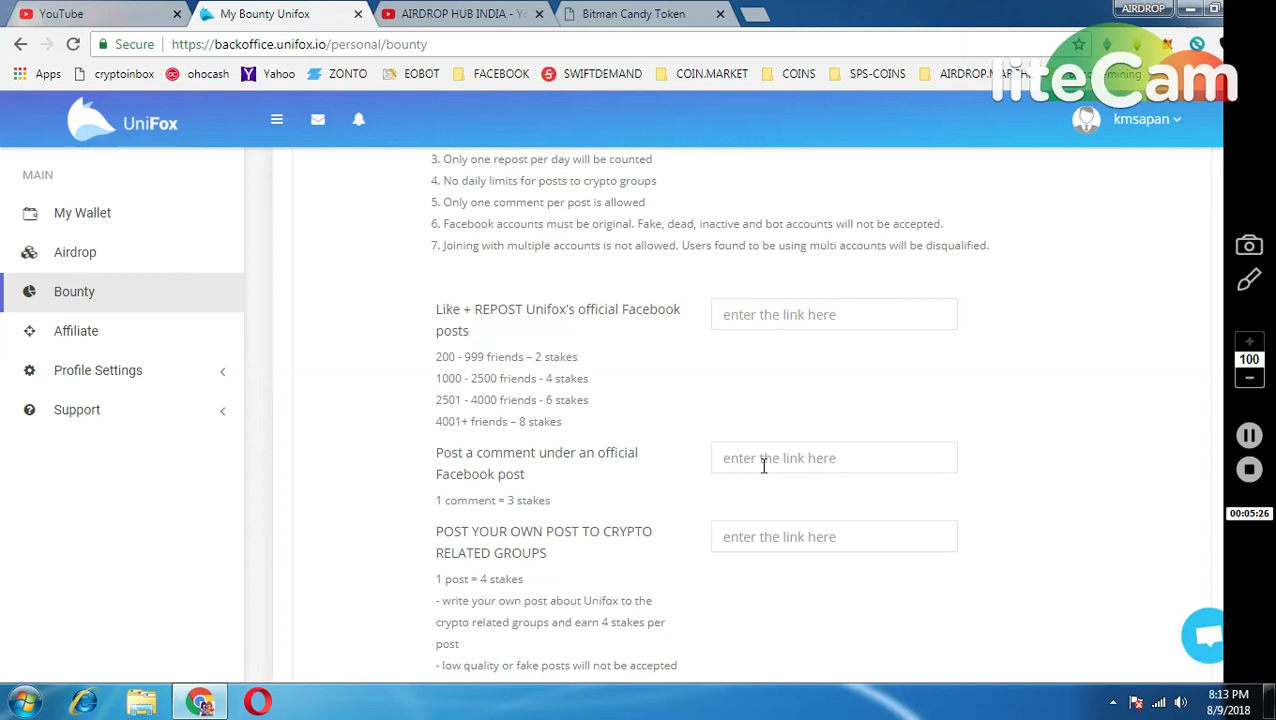 YouTube
My Bounty Unifox
AIRDROP HUB INDIA - Y
Bitman Candy Token
AIRDROP
Secure
https://backoffice.unifox.io/personal/bounty
Apps
cryptoinbox
ohocash
Yahoo
ZONTO
EOBOT
FACEBOOK
SWIFTDEMAND
COIN.MARKET
COINS
SPS-COINS
mining
liteCam
UniFox
kmsapan
MAIN
My Wallet
Airdrop
Bounty
Affiliate
Profile Settings
Support
3. Only one repost per day will be counted
4. No daily limits for posts to crypto groups
5. Only one comment per post is allowed
6. Facebook accounts must be original. Fake, dead, inactive and bot accounts will not be accepted.
7. Joining with multiple accounts is not allowed. Users found to be using multi accounts will be disqualified.
Like + REPOST Unifox's official Facebook
posts
enter the link here
200 - 999 friends – 2 stakes
1000 - 2500 friends - 4 stakes
2501 - 4000 friends - 6 stakes
4001+ friends – 8 stakes
Post a comment under an official
Facebook post
enter the link here
1 comment = 3 stakes
POST YOUR OWN POST TO CRYPTO
RELATED GROUPS
enter the link here
1 post = 4 stakes
- write your own post about Unifox to the
crypto related groups and earn 4 stakes per
post
- low quality or fake posts will not be accepted
100
00:05:26
8:13 PM
8/9/2018